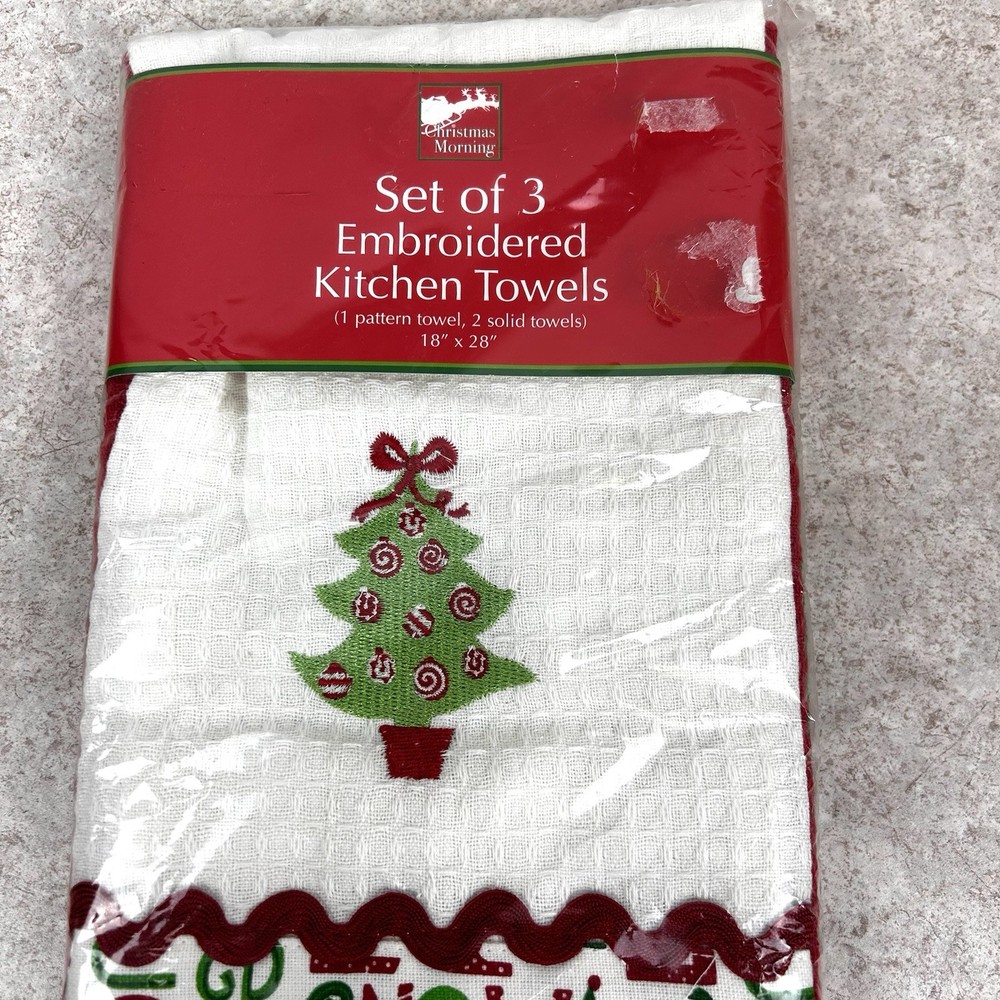 Christmas
Morning
Set of 3
Embroidered
Kitchen Towels
(1 pattern towel, 2 solid towels)
18” x 28”